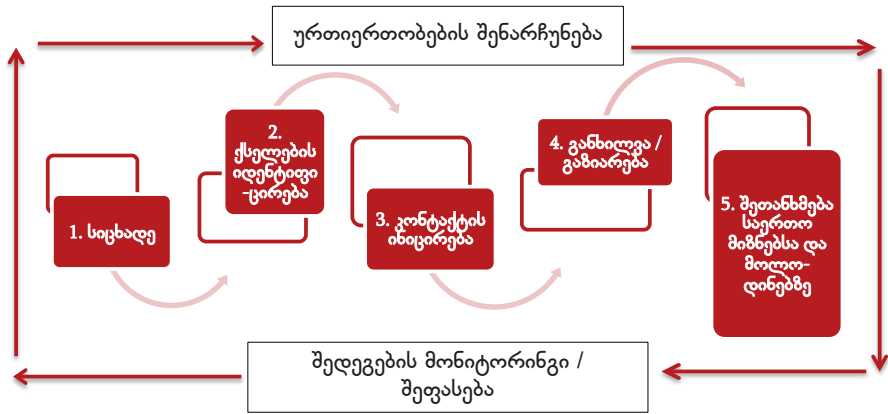 ურთიერთობების შენარჩუნება
1. სიცხადე
2.
ქსელების
იდენტიფი
-ცირება
3. კონტაქტის
ინიცირება
4. განხილვა /
გაზიარება
5. შეთანხმება
საერთო
მიზნებსა და
მოლო-
დინებზე
შედეგების მონიტორინგი /
შეფასება